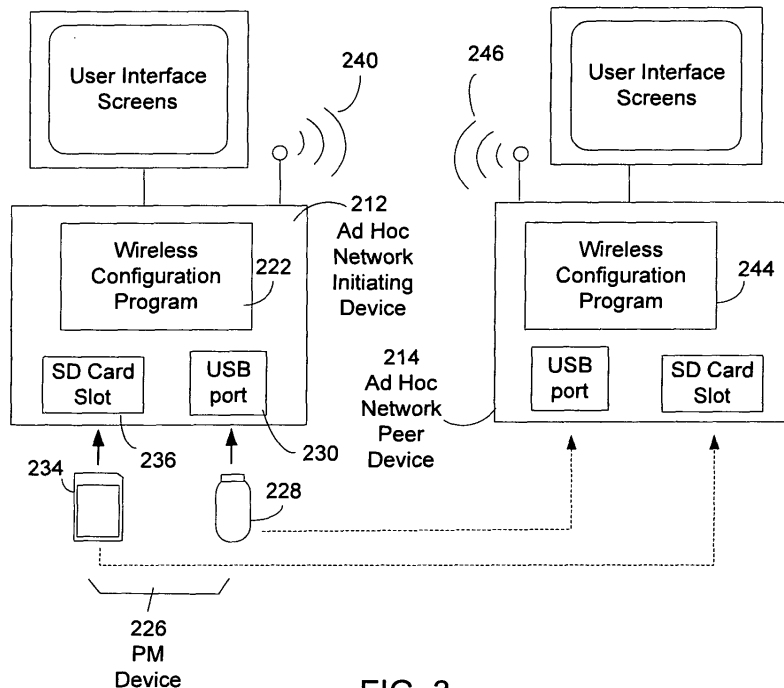 User Interface
Screens
240
246
User Interface
Screens
212
Ad Hoc
Network
Initiating
Device
Wireless
Configuration
Program
222
Wireless
Configuration
Program
244
SD Card
Slot
USB
port
214
Ad Hoc
Network
Peer
Device
USB
port
SD Card
Slot
234
236
230
228
226
PM
Device
FIG.